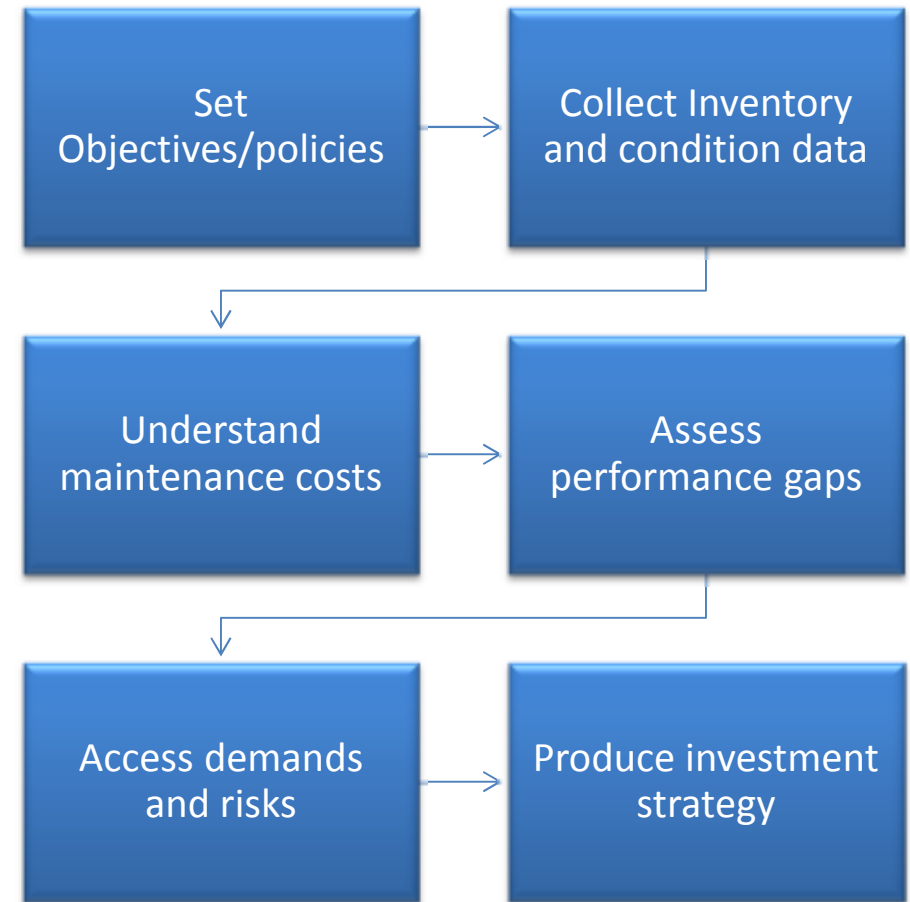 Set
Objectives/policies
Collect Inventory
and condition data
Understand
maintenance costs
Assess
performance gaps
Access demands
and risks
Produce investment
strategy